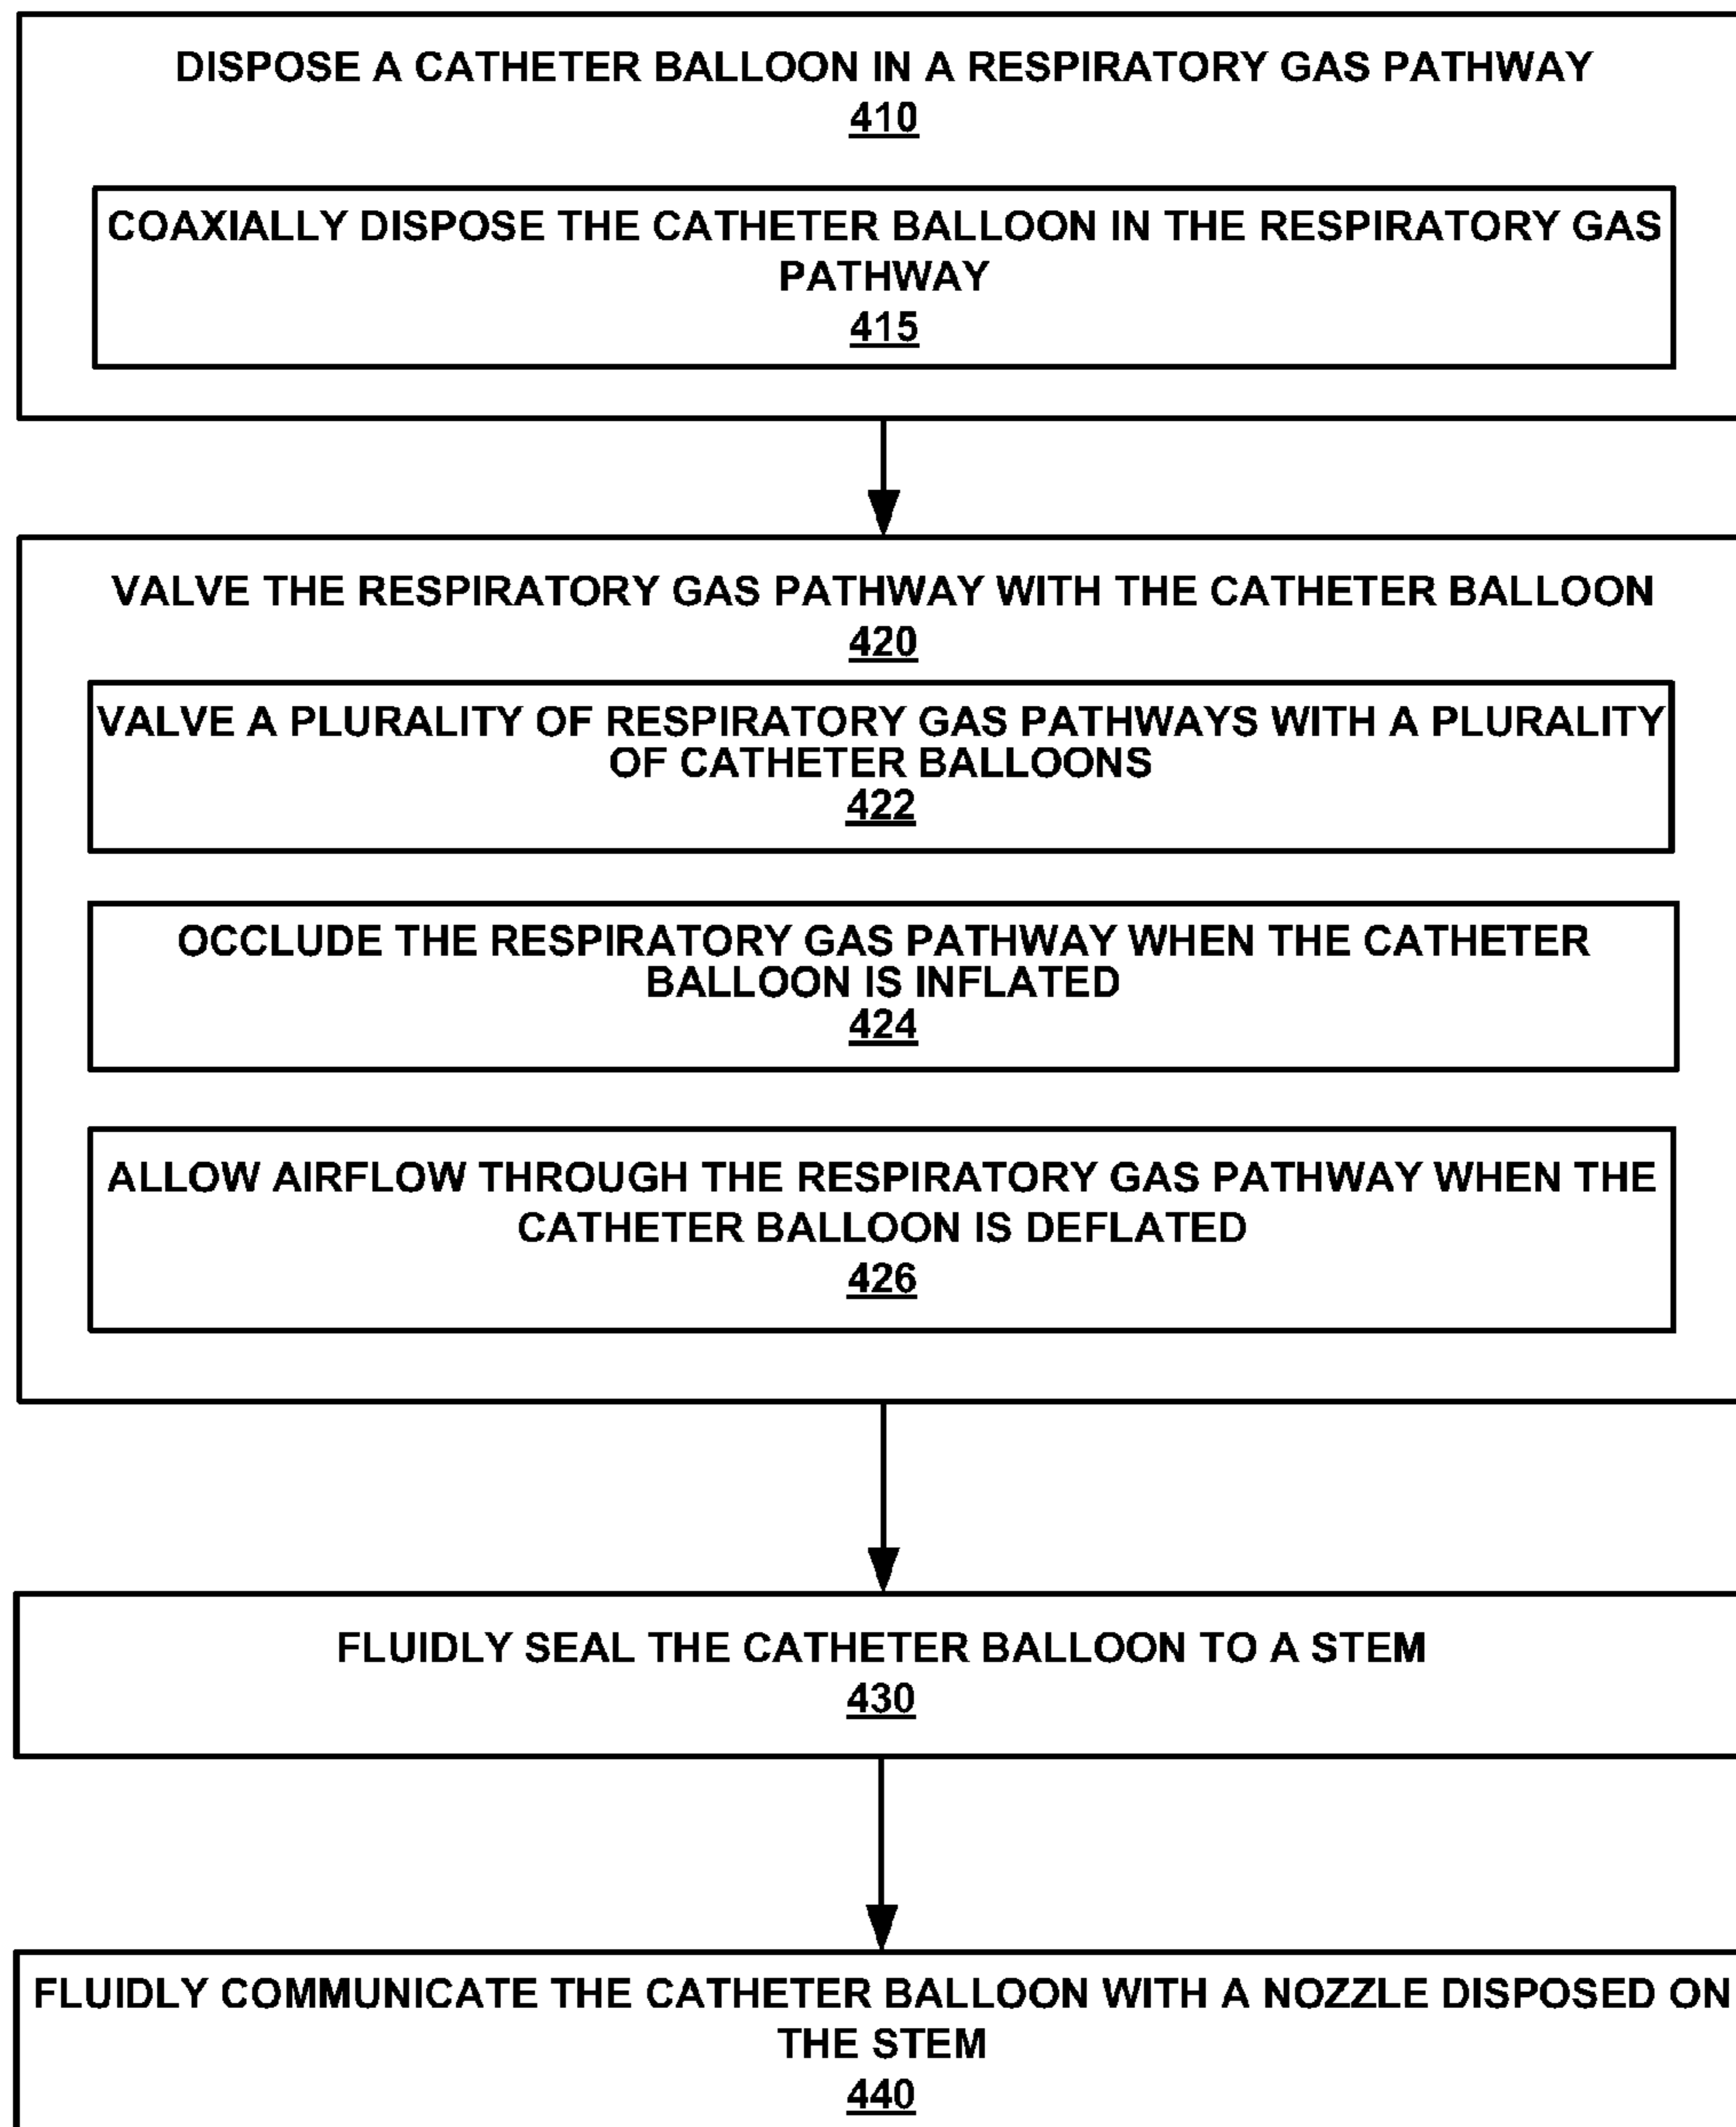 DISPOSE A CATHETER BALLOON IN A RESPIRATORY GAS PATHWAY
410
COAXIALLY DISPOSE THE CATHETER BALLOON IN THE RESPIRATORY GAS
PATHWAY
415
VALVE THE RESPIRATORY GAS PATHWAY WITH THE CATHETER BALLOON
420
VALVE A PLURALITY OF RESPIRATORY GAS PATHWAYS WITH A PLURALITY
OF CATHETER BALLOONS
422
OCCLUDE THE RESPIRATORY GAS PATHWAY WHEN THE CATHETER
BALLOON IS INFLATED
424
ALLOW AIRFLOW THROUGH THE RESPIRATORY GAS PATHWAY WHEN THE
CATHETER BALLOON IS DEFLATED
426
FLUIDLY SEAL THE CATHETER BALLOON TO A STEM
430
FLUIDLY COMMUNICATE THE CATHETER BALLOON WITH A NOZZLE DISPOSED ON
THE STEM
440